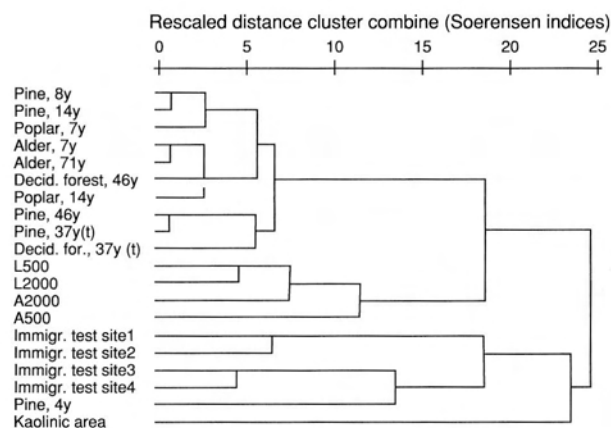 Rescaled distance cluster combine (Soerensen indices)
0 5 10 15 20 25
Pine, 8y
Pine, 14y
Poplar, 7y
Alder, 7y
Alder, 71y
Decid. forest, 46y
Poplar, 14y
Pine, 46y
Pine, 37y(t)
Decid. for., 37y (t)
L500
L2000
A2000
A500
Immigr. test site1
Immigr. test site2
Immigr. test site3
Immigr. test site4
Pine, 4y
Kaolinic area